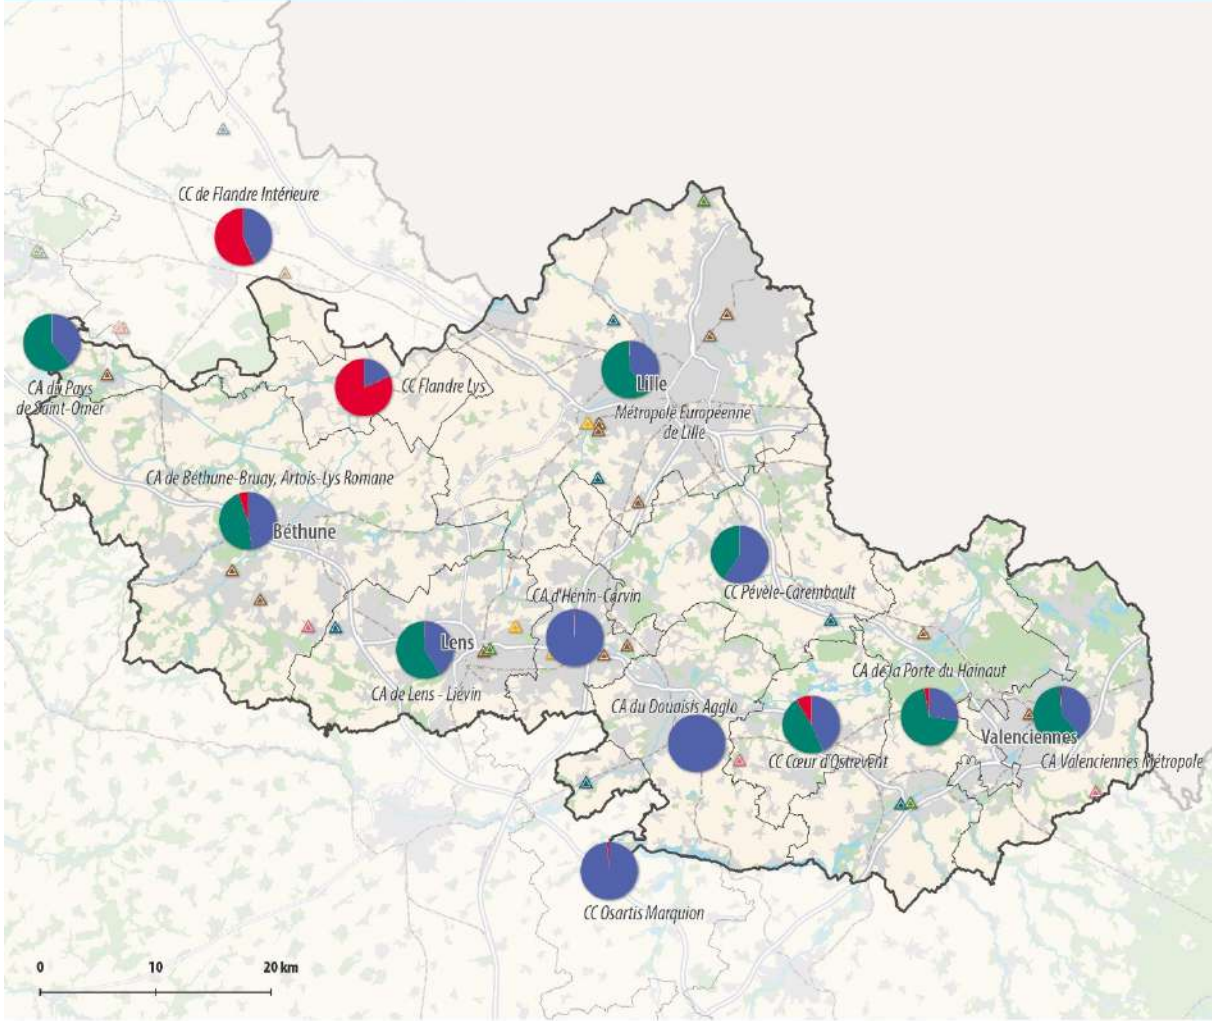 CC de Flandre Intérieure
CA du Pays
de Saint-Omer
CC Flandre Lys
Lille
Métropole Européenne
de Lille
CA de Béthune-Bruay, Artois-Lys Romane
Béthune
CC Pévèle-Carembault
CA d'Hénin-Carvin
Lens
CA de Lens - Liévin
CA de la Porte du Hainaut
CA du Douaisis Agglo
CC Cœur d'Ostrevent
Valenciennes
CA Valenciennes Métropole
CC Osartis Marquion
0 10 20 km